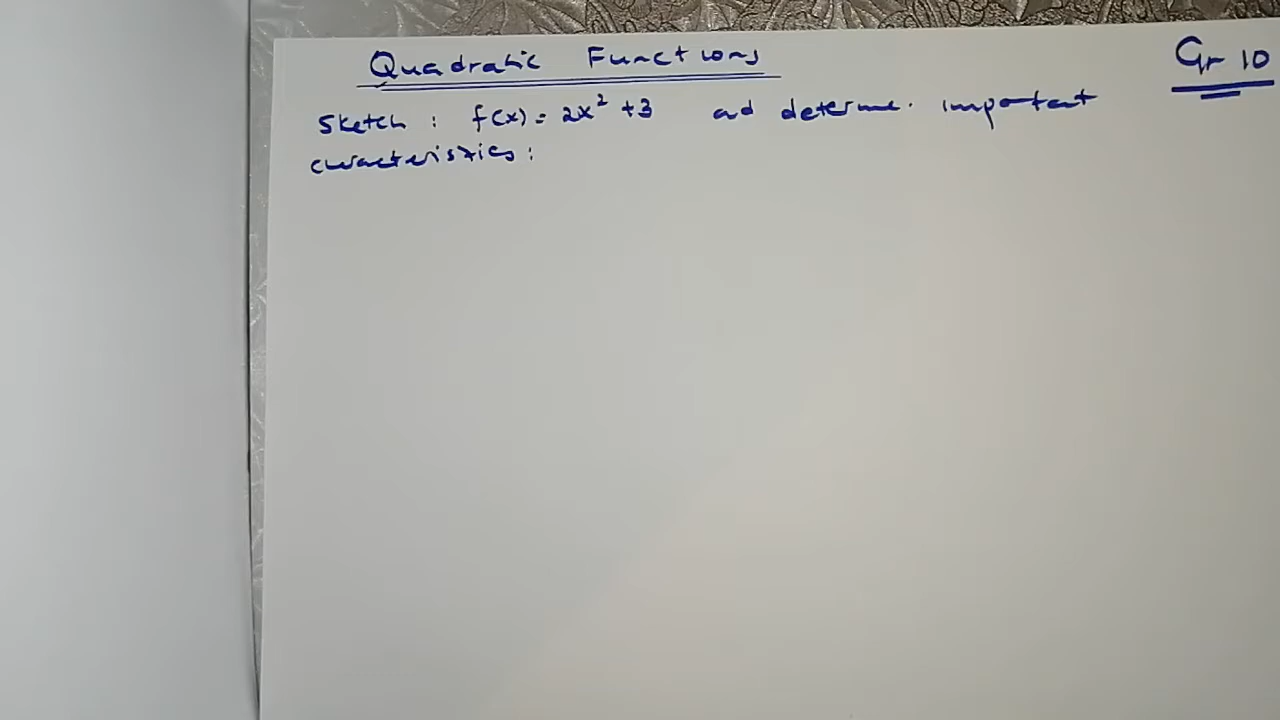 Quadratic Functions
Gr 10
Sketch : f(x) = 2x² + 3 and determine important
characteristics :